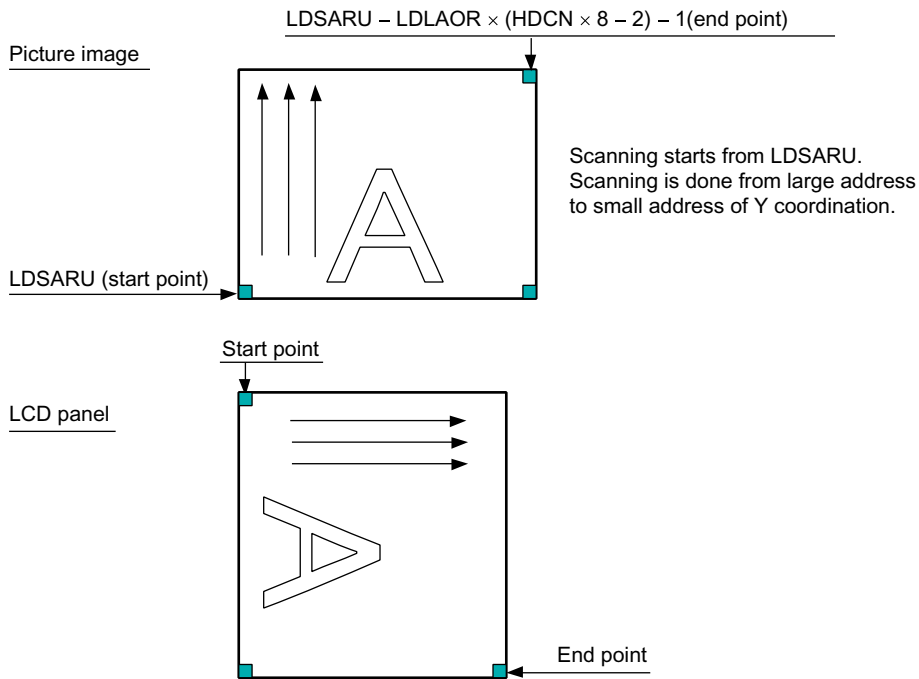 LDSARU – LDLAOR × (HDCN × 8 – 2) – 1(end point)
Picture image
Scanning starts from LDSARU.
Scanning is done from large address
to small address of Y coordination.
A
LDSARU (start point)
Start point
LCD panel
A
End point